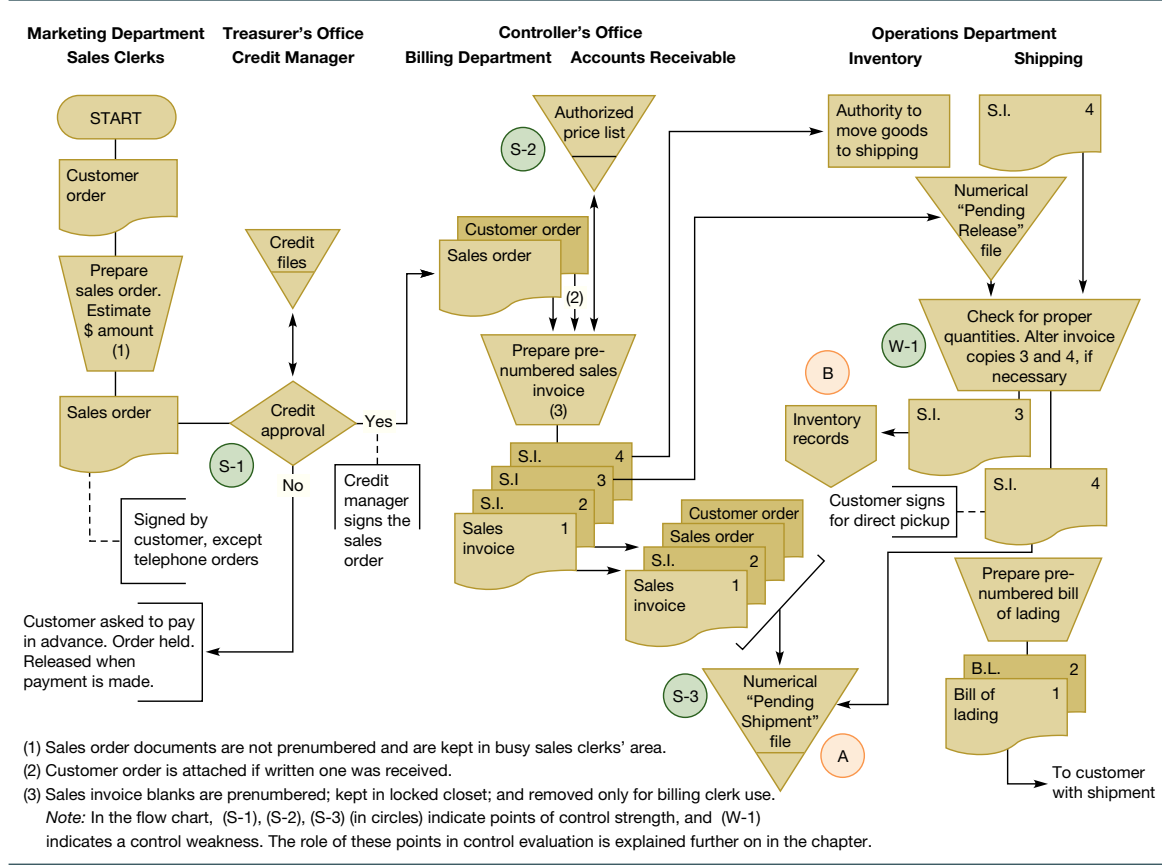 Marketing Department
Sales Clerks
Treasurer's Office
Credit Manager
Controller's Office
Billing Department
Accounts Receivable
Operations Department
Inventory
Shipping
START
Customer
order
Prepare
sales order.
Estimate
$ amount
(1)
Sales order
Signed by
customer, except
telephone orders
Credit
files
Credit
approval
S-1
Yes
No
Credit
manager
signs the
sales
order
Customer asked to pay
in advance. Order held.
Released when
payment is made.
Authorized
price list
S-2
Customer order
Sales order
(2)
Prepare pre-
numbered sales
invoice
(3)
S.I. 4
S.I 3
S.I. 2
Sales 1
invoice
Customer order
Sales order
S.I. 2
Sales 1
invoice
S-3
Numerical
"Pending
Shipment"
file
A
Authority to
move goods
to shipping
S.I. 4
Numerical
"Pending
Release"
file
W-1
Check for proper
quantities. Alter invoice
copies 3 and 4, if
necessary
B
Inventory
records
S.I. 3
Customer signs
for direct pickup
S.I. 4
Prepare pre-
numbered bill
of lading
B.L. 2
Bill of 1
lading
To customer
with shipment
(1) Sales order documents are not prenumbered and are kept in busy sales clerks' area.
(2) Customer order is attached if written one was received.
(3) Sales invoice blanks are prenumbered; kept in locked closet; and removed only for billing clerk use.
Note: In the flow chart, (S-1), (S-2), (S-3) (in circles) indicate points of control strength, and (W-1)
indicates a control weakness. The role of these points in control evaluation is explained further on in the chapter.